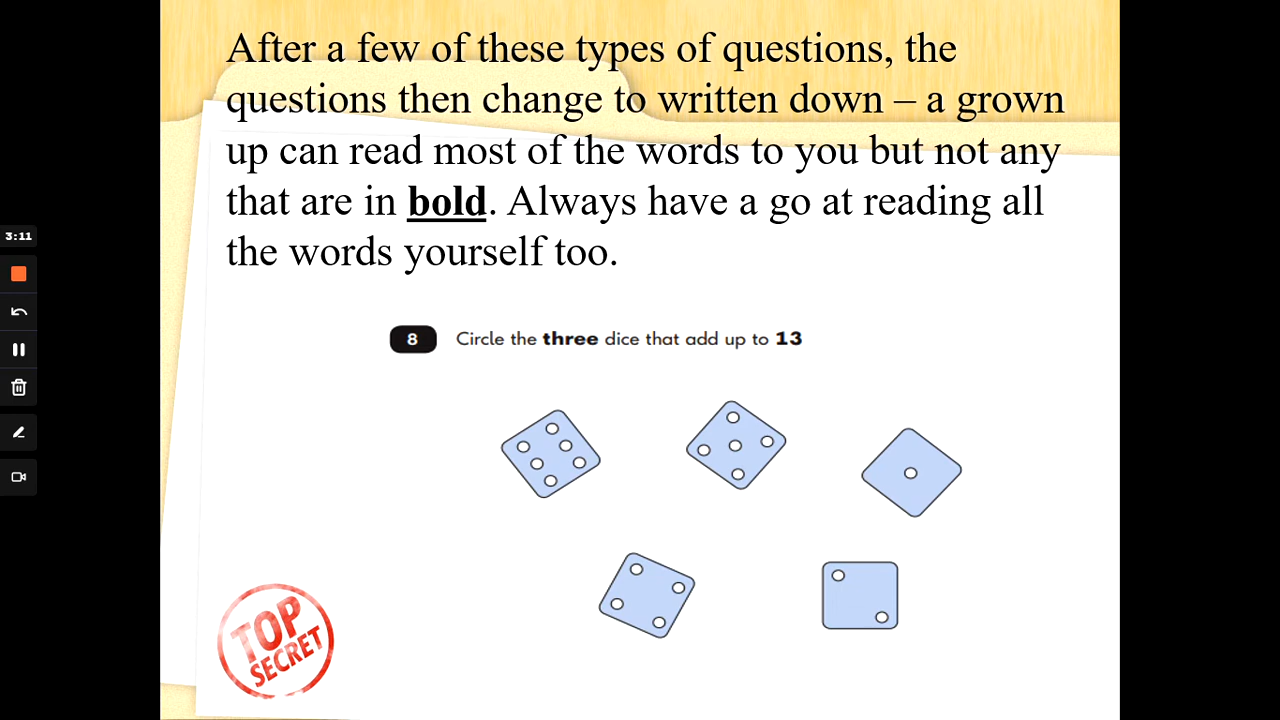 After a few of these types of questions, the
questions then change to written down – a grown
up can read most of the words to you but not any
that are in bold. Always have a go at reading all
the words yourself too.
3:11
8 Circle the three dice that add up to 13
TOP
SECRET